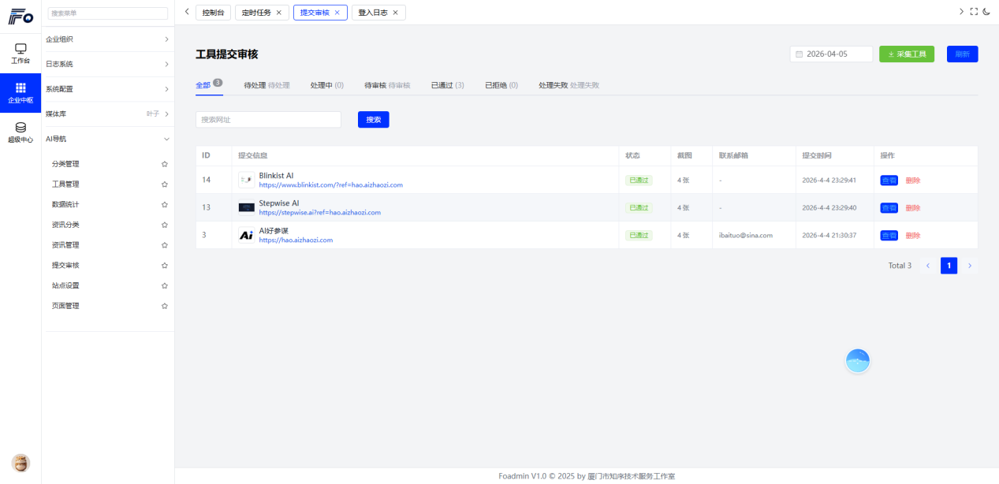 Fo
搜索菜单
控制台
定时任务
提交审核
登入日志
工作台
企业中枢
超级中心
企业组织
日志系统
系统配置
媒体库 叶子
AI导航
分类管理
工具管理
数据统计
资讯分类
资讯管理
提交审核
站点设置
页面管理
工具提交审核
2026-04-05
采集工具
刷新
全部 3
待处理 待处理
处理中 (0)
待审核 待审核
已通过 (3)
已拒绝 (0)
处理失败 处理失败
搜索网址
搜索
ID 提交信息 状态 截图 联系邮箱 提交时间 操作
14 Blinkist AI 已通过 4 张 - 2026-4-4 23:29:41 查看 删除
https://www.blinkist.com/?ref=hao.aizhaozi.com
13 Stepwise AI 已通过 4 张 - 2026-4-4 23:29:40 查看 删除
https://stepwise.ai?ref=hao.aizhaozi.com
3 Ai AI好参谋 已通过 4 张 ibaituo@sina.com 2026-4-4 21:30:37 查看 删除
https://hao.aizhaozi.com
Total 3 1
Foadmin V1.0 © 2025 by 厦门市知序技术服务工作室